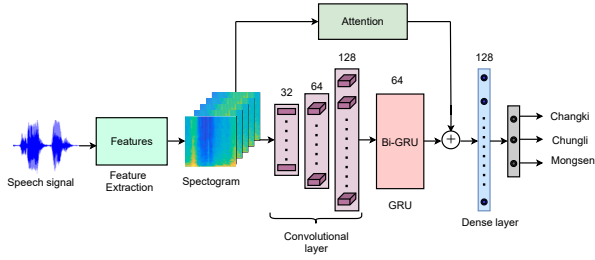 Attention
128
32
64
64
128
Features
Bi-GRU
Changki
Chungli
Mongsen
Speech signal
Feature
Extraction
Spectogram
GRU
Dense layer
Convolutional
layer